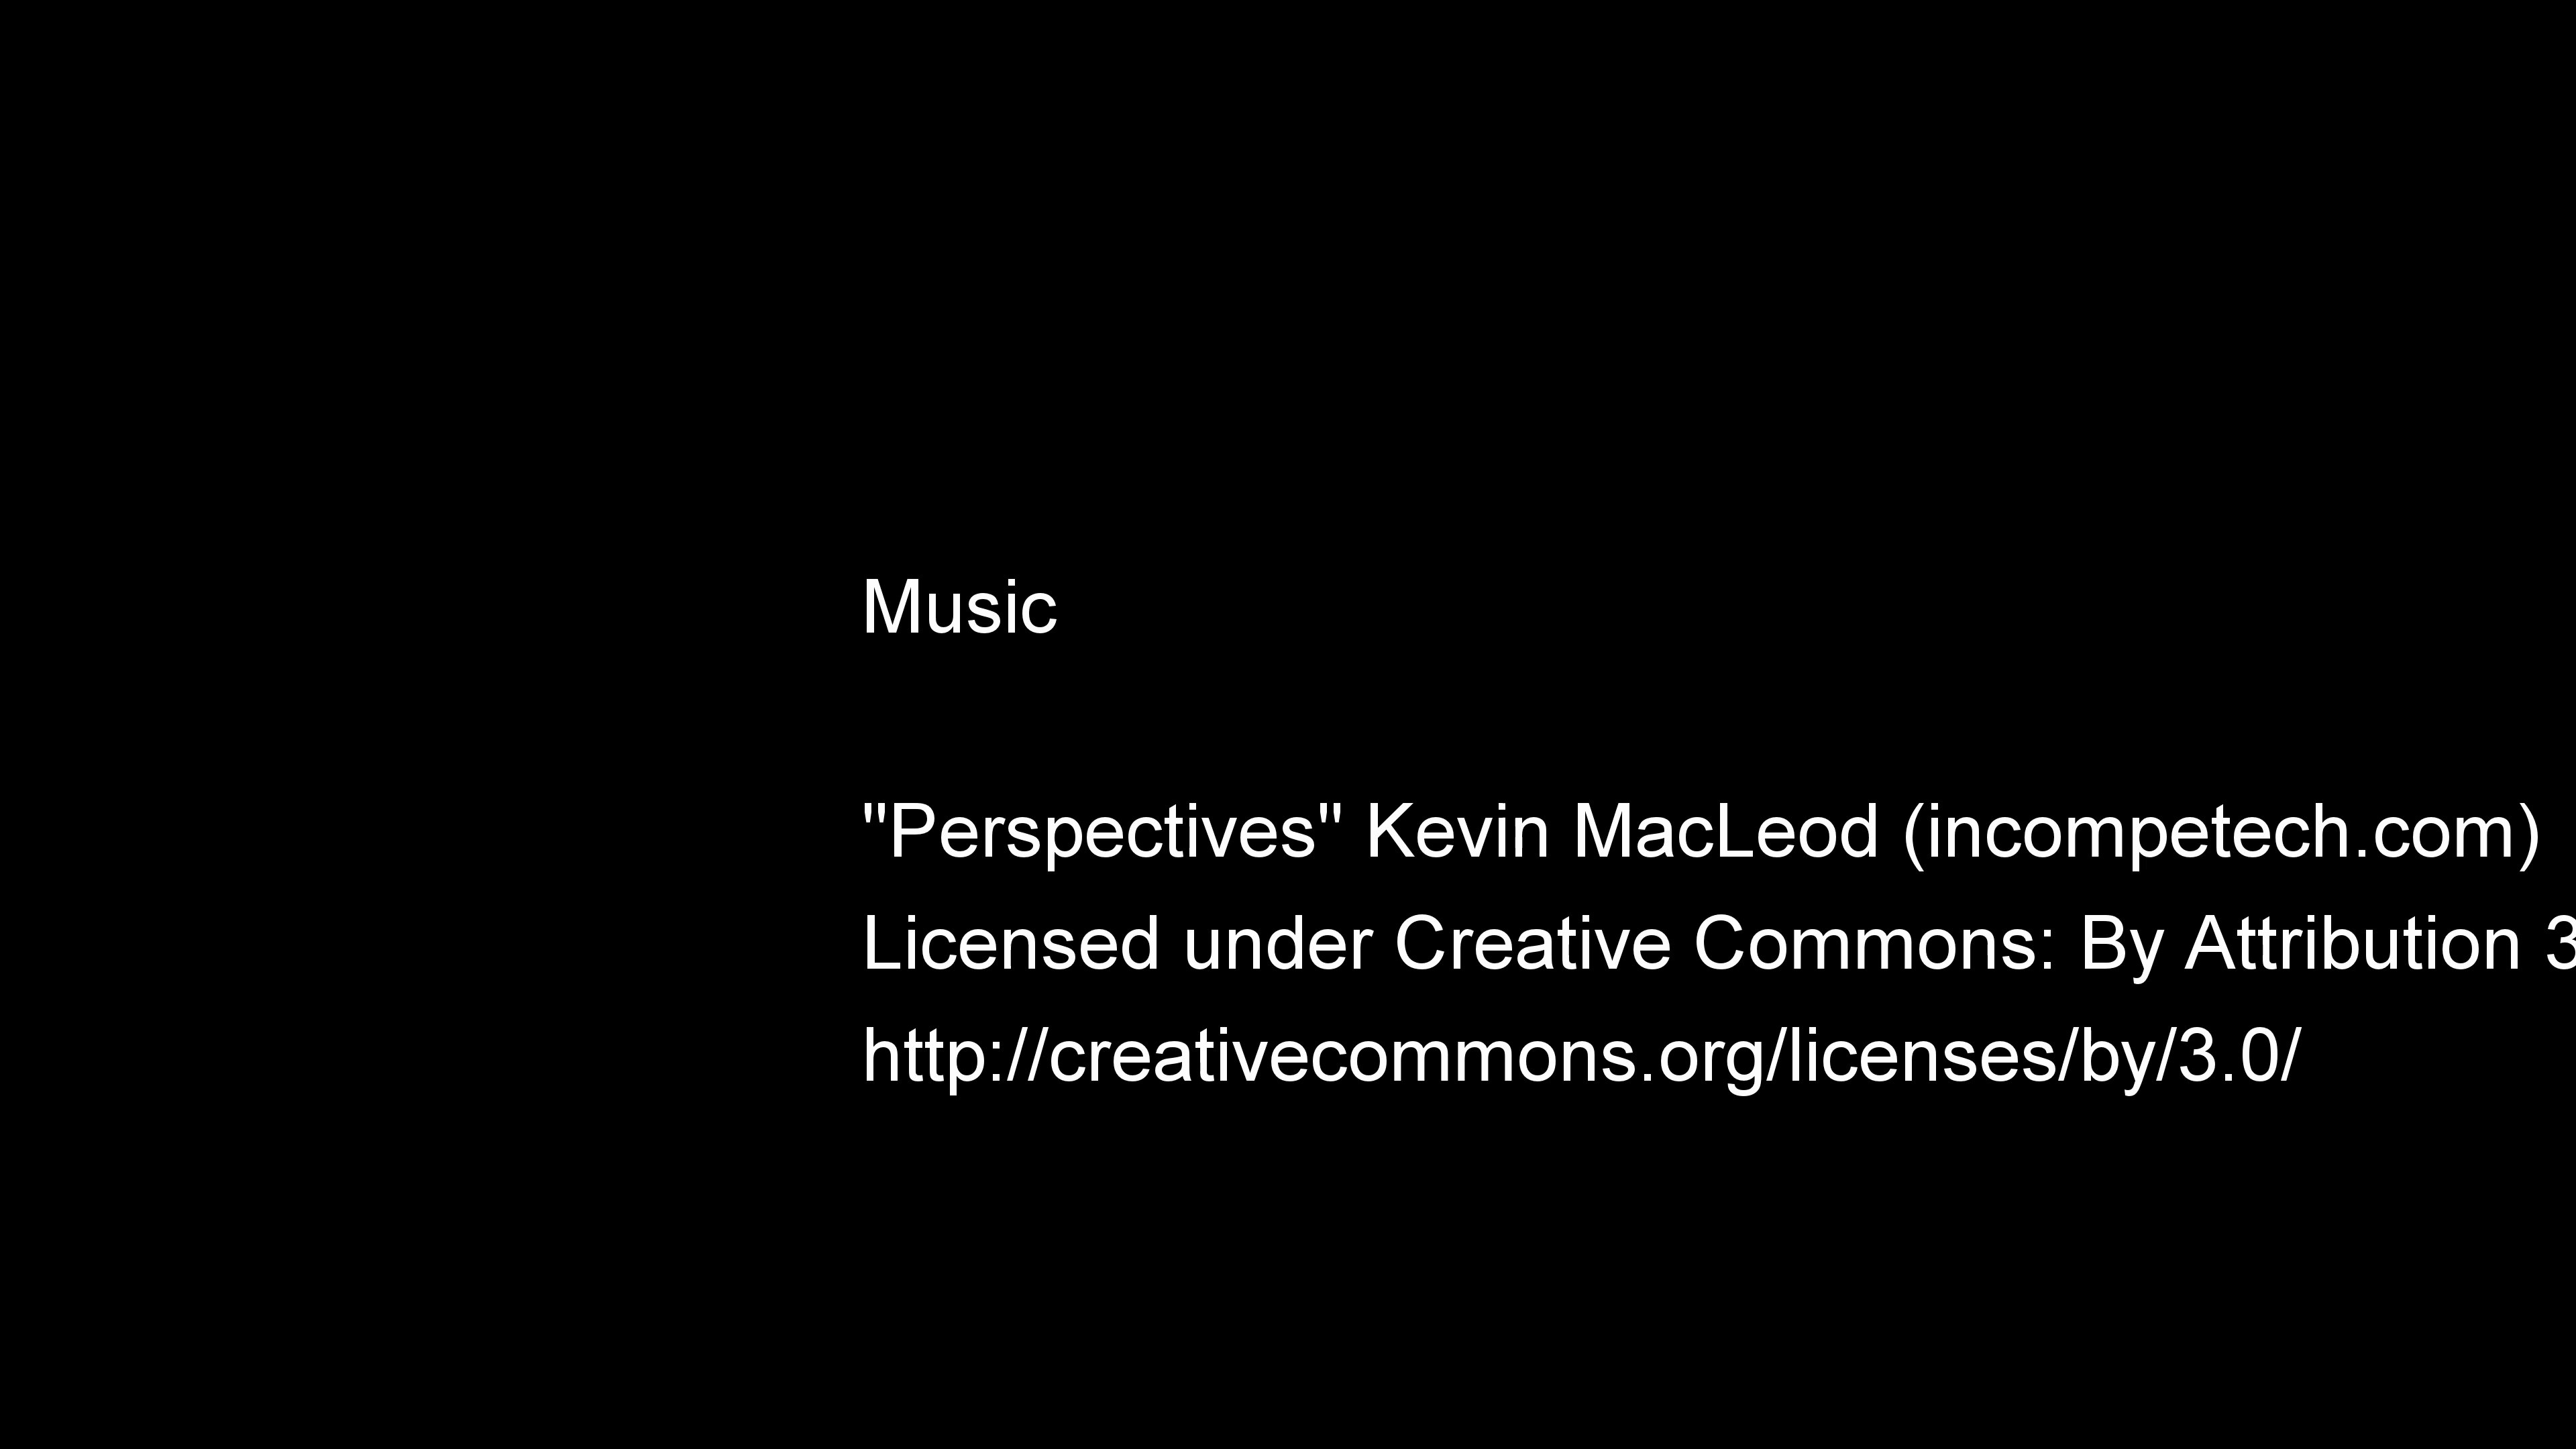 Music
"Perspectives" Kevin MacLeod (incompetech.com)
Licensed under Creative Commons: By Attribution 3
http://creativecommons.org/licenses/by/3.0/